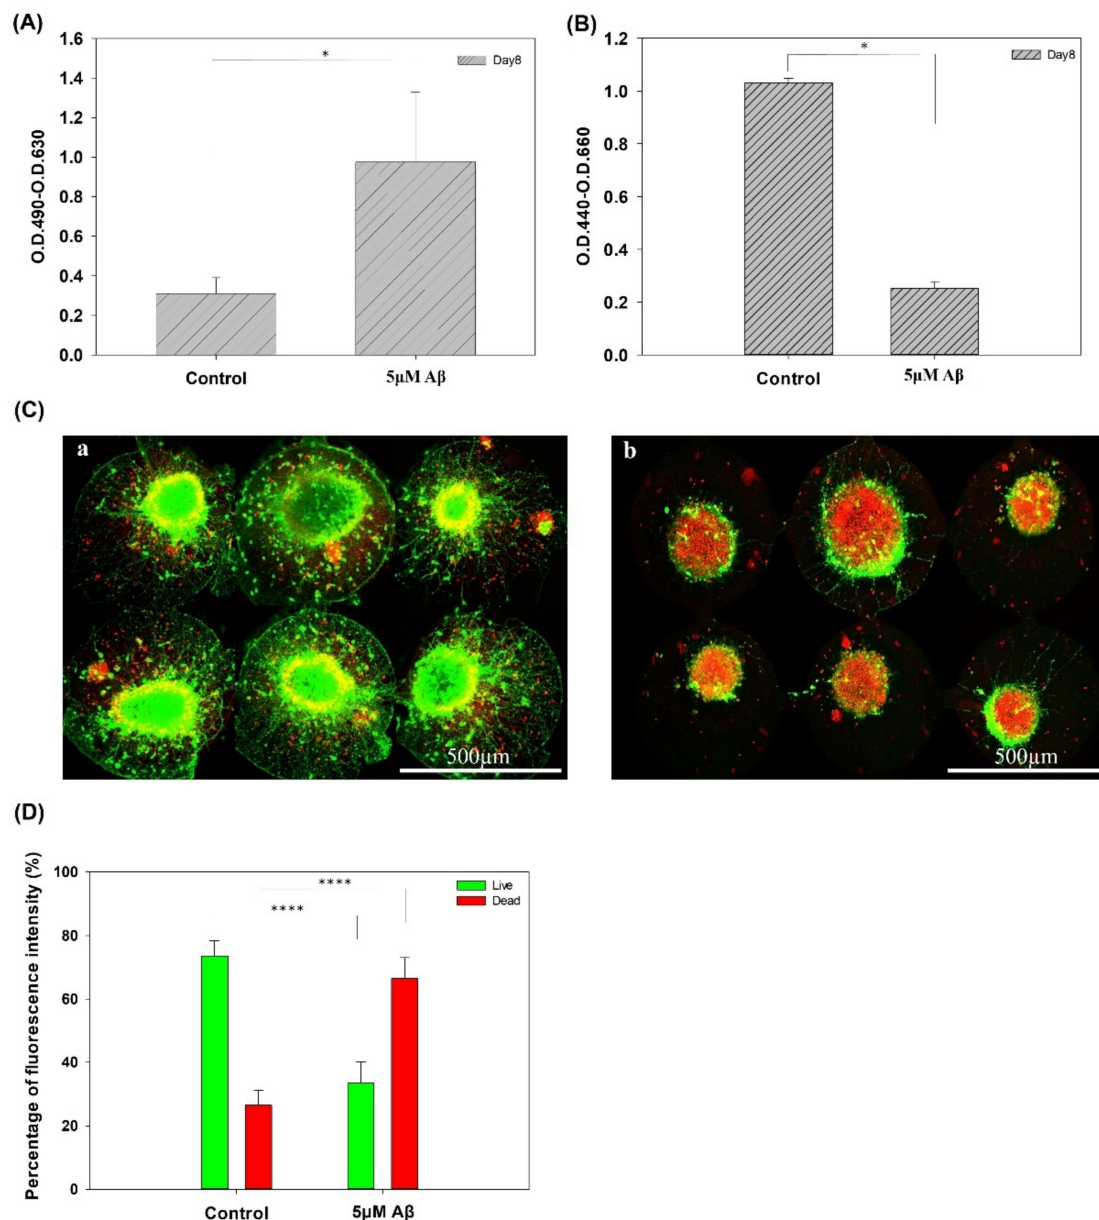 (A)
O.D.490-O.D.630
1.6
1.4
1.2
1.0
0.8
0.6
0.4
0.2
0.0
*
Day8
Control
5µM Aβ
(B)
O.D.440-O.D.660
1.2
1.0
0.8
0.6
0.4
0.2
0.0
*
Day8
Control
5µM Aβ
(C)
a
500µm
b
500µm
(D)
Percentage of fluorescence intensity (%)
100
80
60
40
20
0
****
****
Live
Dead
Control
5µM Aβ